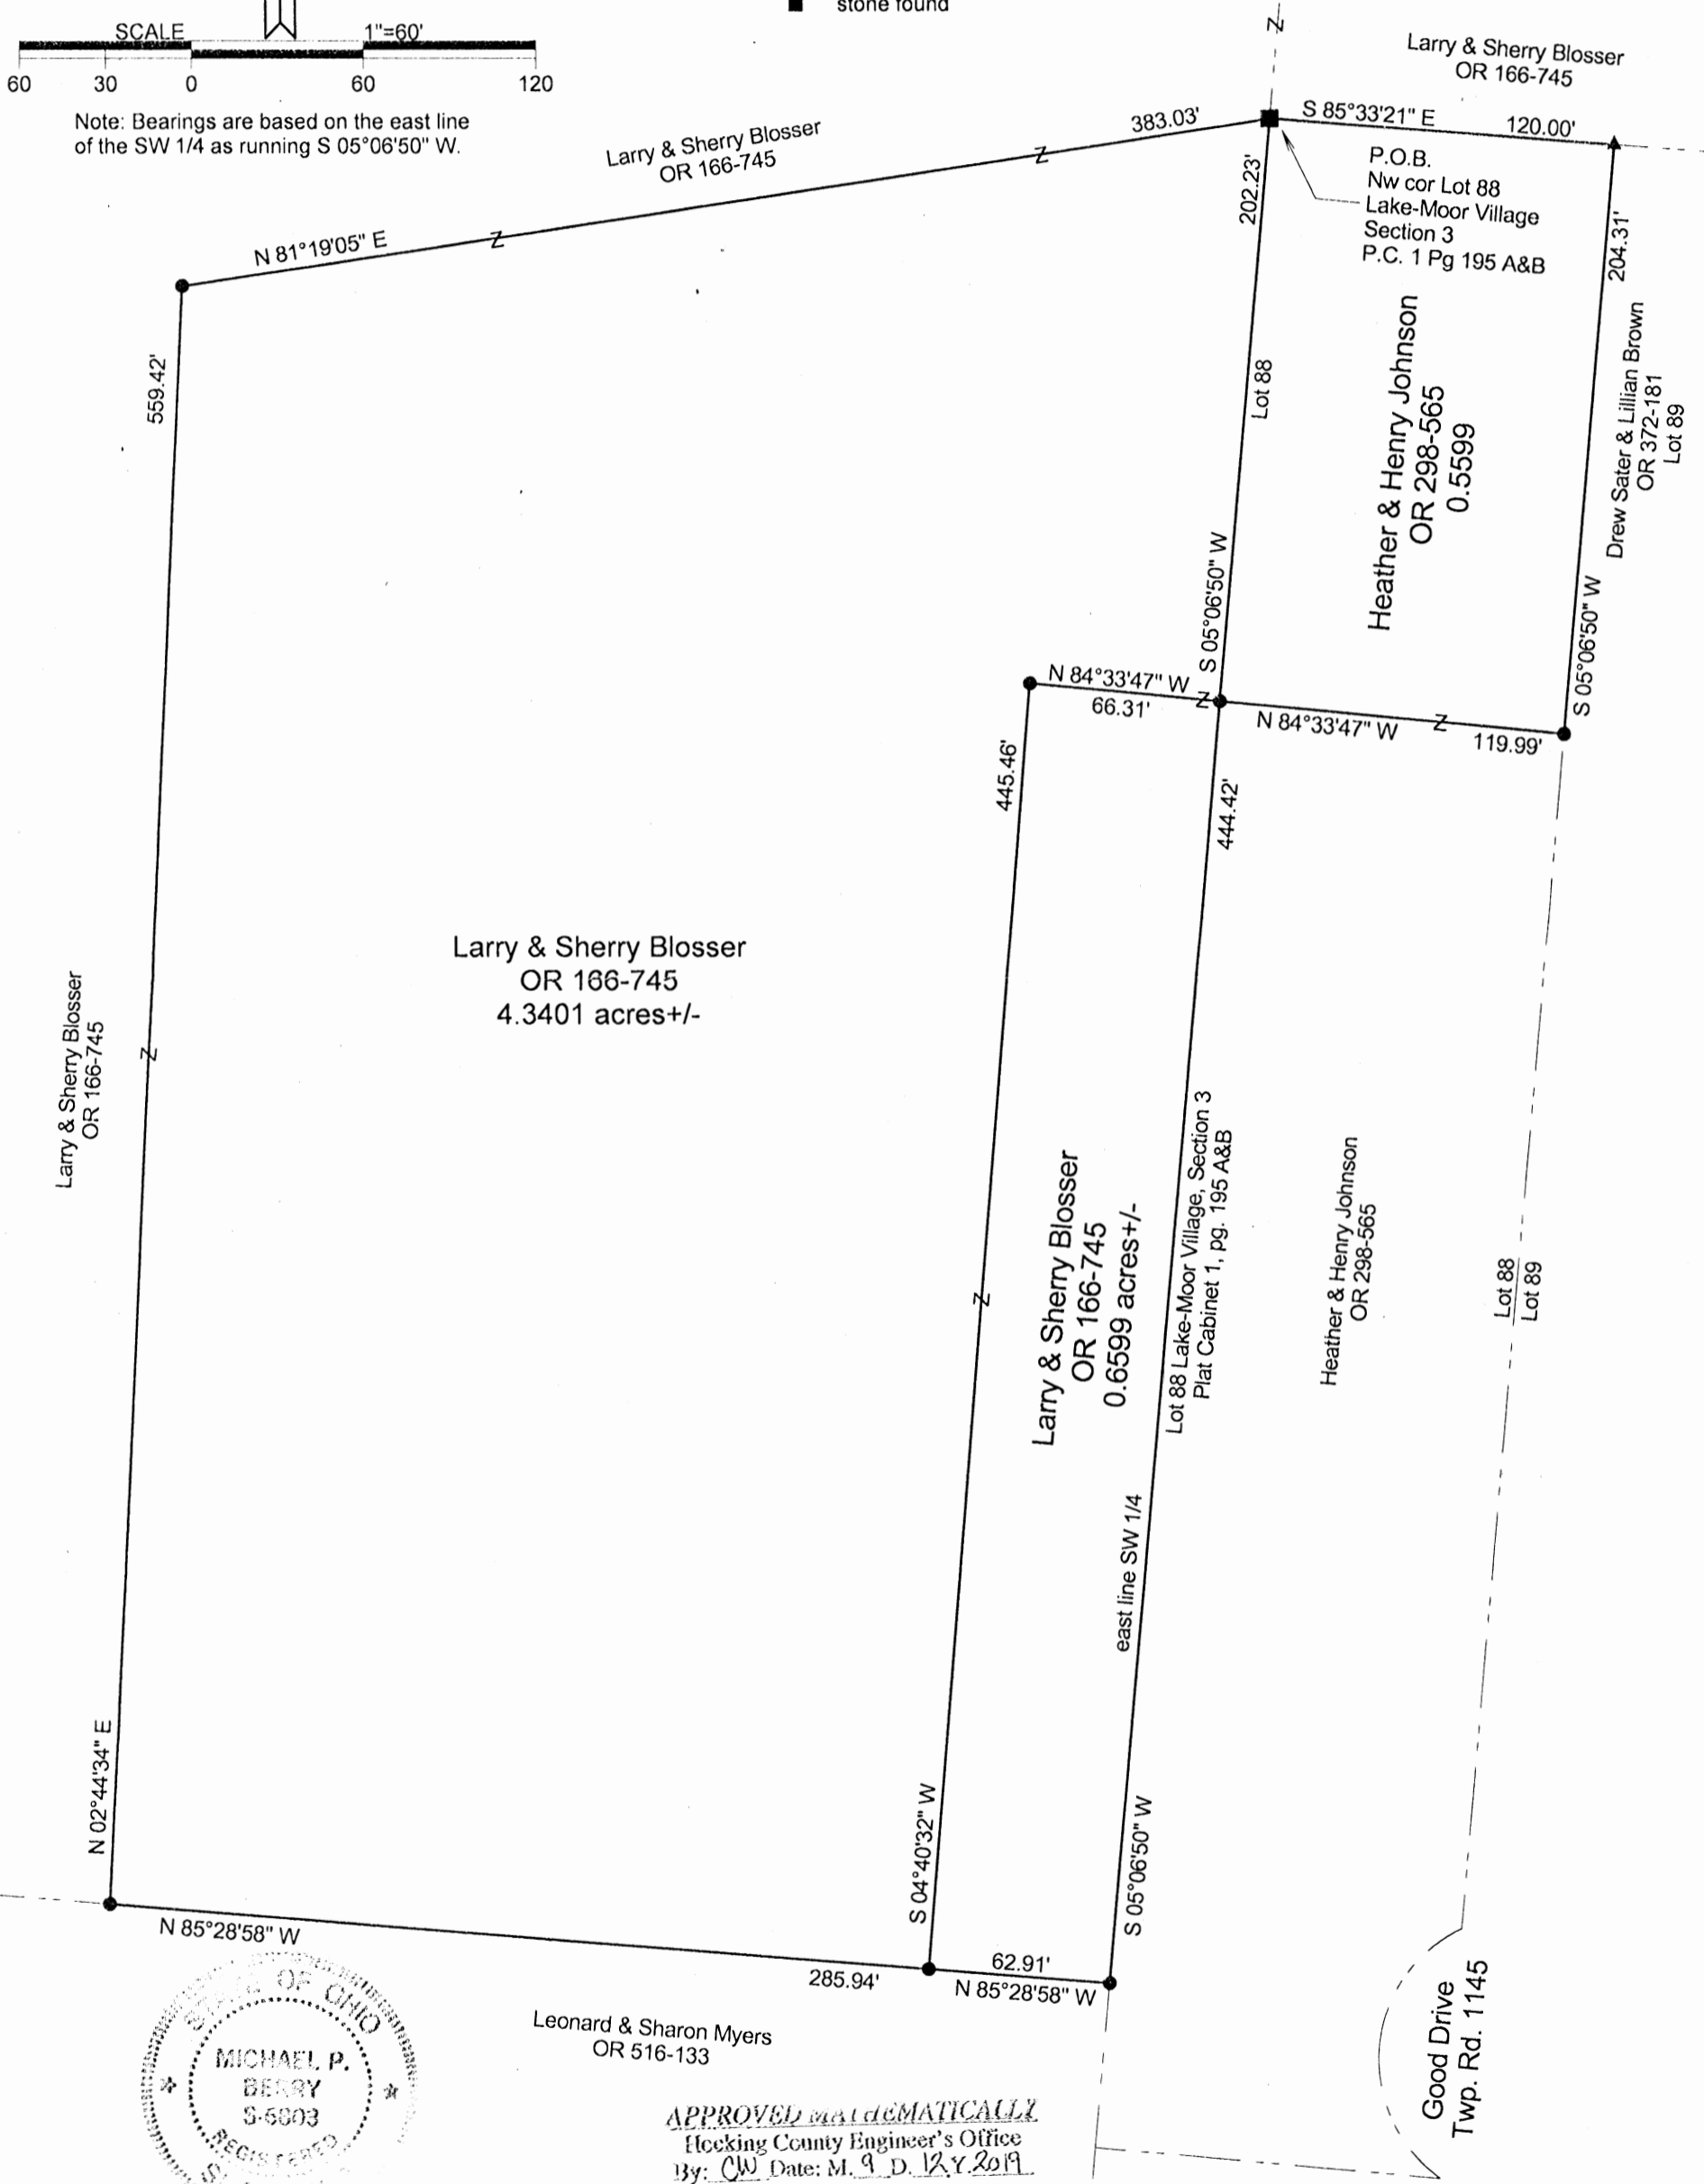 stone found
SCALE 1"=60'
60 30 0 60 120
Note: Bearings are based on the east line
of the SW 1/4 as running S 05°06'50" W.
Larry & Sherry Blosser
OR 166-745
Larry & Sherry Blosser
OR 166-745
383.03'
Z
S 85°33'21" E
120.00'
P.O.B.
Nw cor Lot 88
Lake-Moor Village
Section 3
P.C. 1 Pg 195 A&B
N 81°19'05" E
Z
Z
202.23'
Lot 88
S 05°06'50" W
Heather & Henry Johnson
OR 298-565
0.5599
204.31'
Drew Sater & Lillian Brown
OR 372-181
Lot 89
S 05°06'50" W
559.42'
N 84°33'47" W
66.31'
Z
N 84°33'47" W
Z
119.99'
445.46'
444.42'
Larry & Sherry Blosser
OR 166-745
4.3401 acres+/-
Larry & Sherry Blosser
OR 166-745
Z
Z
Larry & Sherry Blosser
OR 166-745
0.6599 acres+/-
Lot 88 Lake-Moor Village, Section 3
Plat Cabinet 1, pg. 195 A&B
Heather & Henry Johnson
OR 298-565
Lot 88
Lot 89
east line SW 1/4
N 02°44'34" E
S 04°40'32" W
S 05°06'50" W
N 85°28'58" W
285.94'
62.91'
N 85°28'58" W
Leonard & Sharon Myers
OR 516-133
Good Drive
Twp. Rd. 1145
STATE OF OHIO
MICHAEL P.
BERRY
S-6803
REGISTERED
APPROVED MATHEMATICALLY
Hocking County Engineer's Office
By: CW Date: M. 9 D. 12 Y. 2019